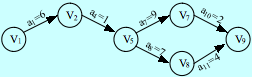 V₁
a₁=6
V₂
a₄=1
V₅
a₇=9
V₇
a₁₀=2
V₉
a₈=7
V₈
a₁₁=4